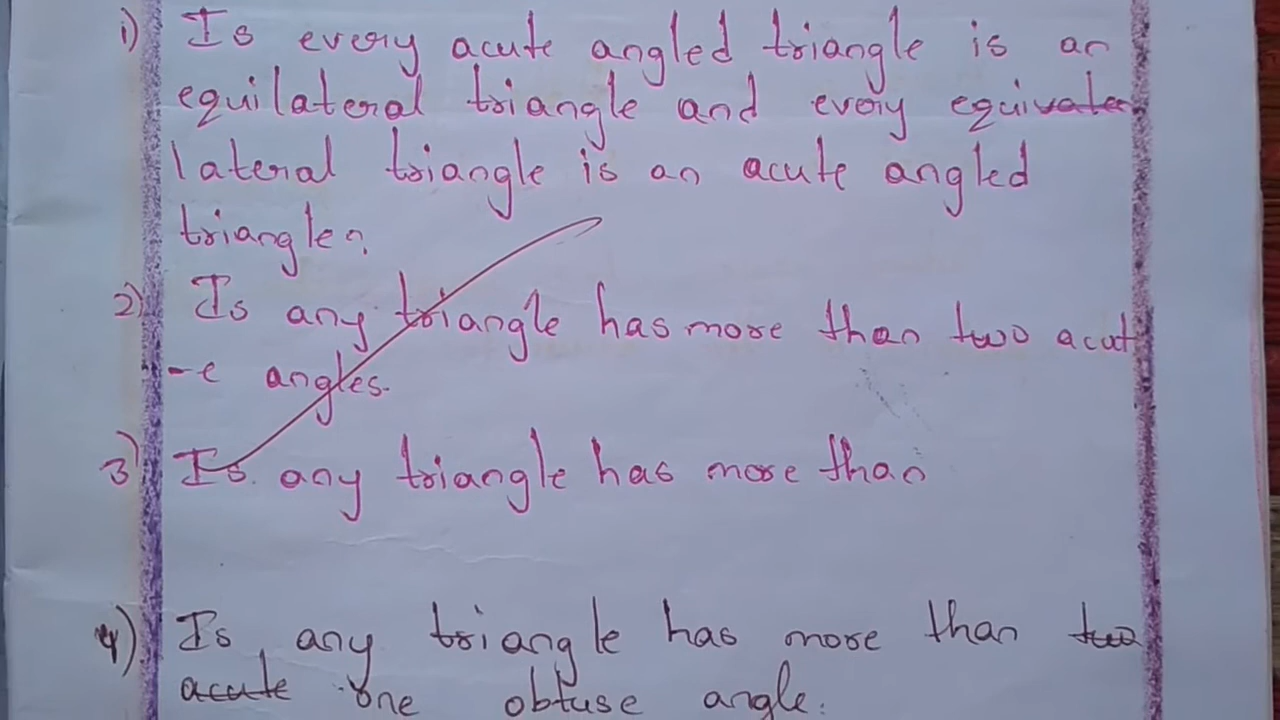 1) Is every acute angled triangle is an
equilateral triangle and every equivater
lateral triangle is an acute angled
triangle?
2) Is any triangle has more than two acut
-e angles.
3) Is any triangle has more than
4) Is any triangle has more than two
acute one obtuse angle.